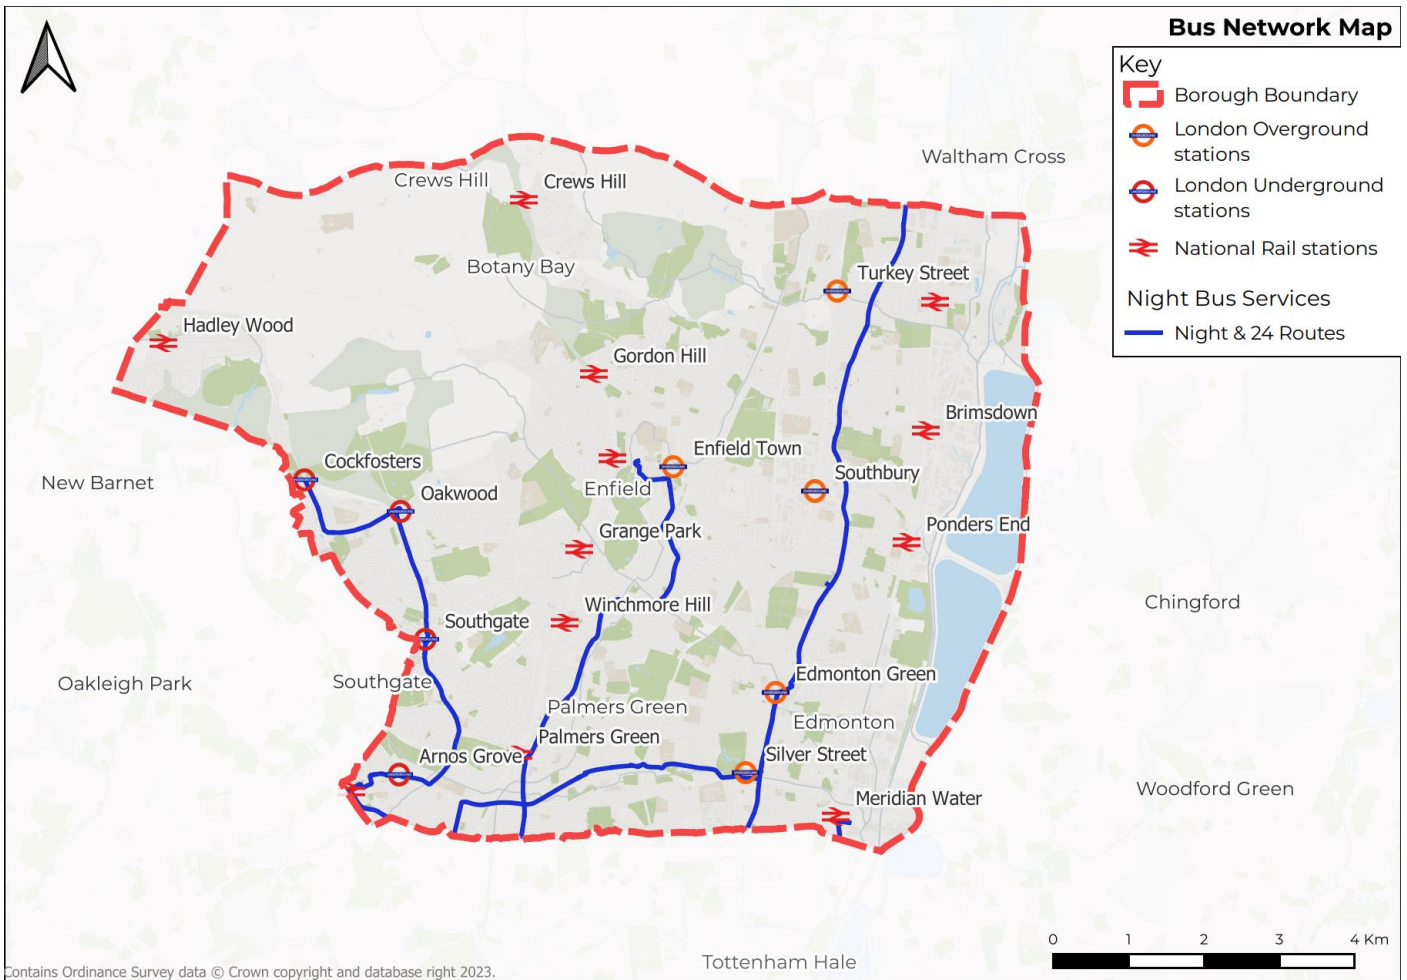 Bus Network Map
Key
Borough Boundary
London Overground
stations
London Underground
stations
National Rail stations
Night Bus Services
Night & 24 Routes
Waltham Cross
Crews Hill
Crews Hill
Botany Bay
Turkey Street
Hadley Wood
Gordon Hill
Brimsdown
Enfield Town
Cockfosters
Southbury
New Barnet
Enfield
Oakwood
Ponders End
Grange Park
Chingford
Winchmore Hill
Southgate
Oakleigh Park
Southgate
Edmonton Green
Palmers Green
Edmonton
Palmers Green
Arnos Grove
Silver Street
Woodford Green
Meridian Water
0 1 2 3 4 Km
Tottenham Hale
Contains Ordinance Survey data © Crown copyright and database right 2023.